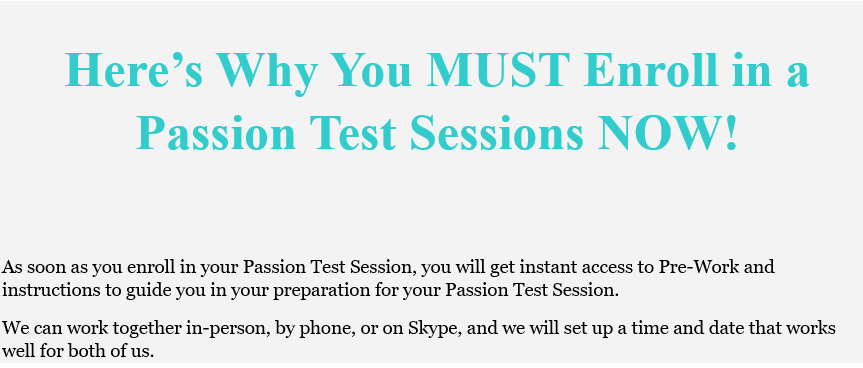 Here’s Why You MUST Enroll in a
Passion Test Sessions NOW!
As soon as you enroll in your Passion Test Session, you will get instant access to Pre-Work and
instructions to guide you in your preparation for your Passion Test Session.
We can work together in-person, by phone, or on Skype, and we will set up a time and date that works
well for both of us.